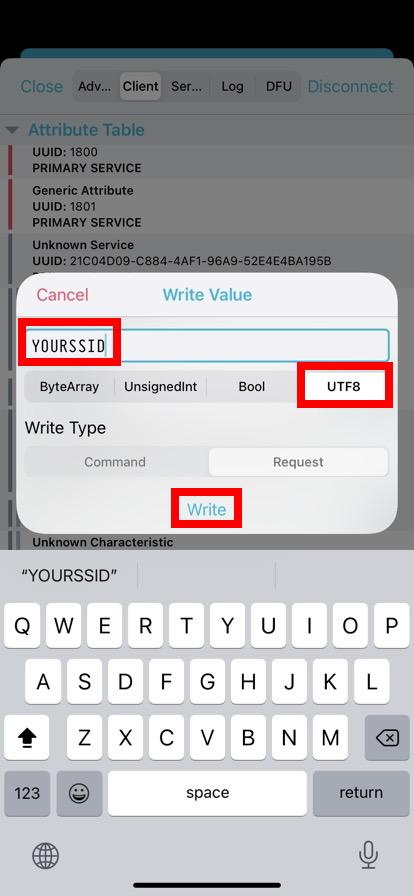 Close Adv... Client Ser... Log DFU Disconnect
Attribute Table
UUID: 1800
PRIMARY SERVICE
Generic Attribute
UUID: 1801
PRIMARY SERVICE
Unknown Service
UUID: 21C04D09-C884-4AF1-96A9-52E4E4BA195B
Cancel Write Value
YOURSSID
ByteArray UnsignedInt Bool UTF8
Write Type
Command Request
Write
Unknown Characteristic
“YOURSSID”
Q W E R T Y U I O P
A S D F G H J K L
Z X C V B N M
123 space return